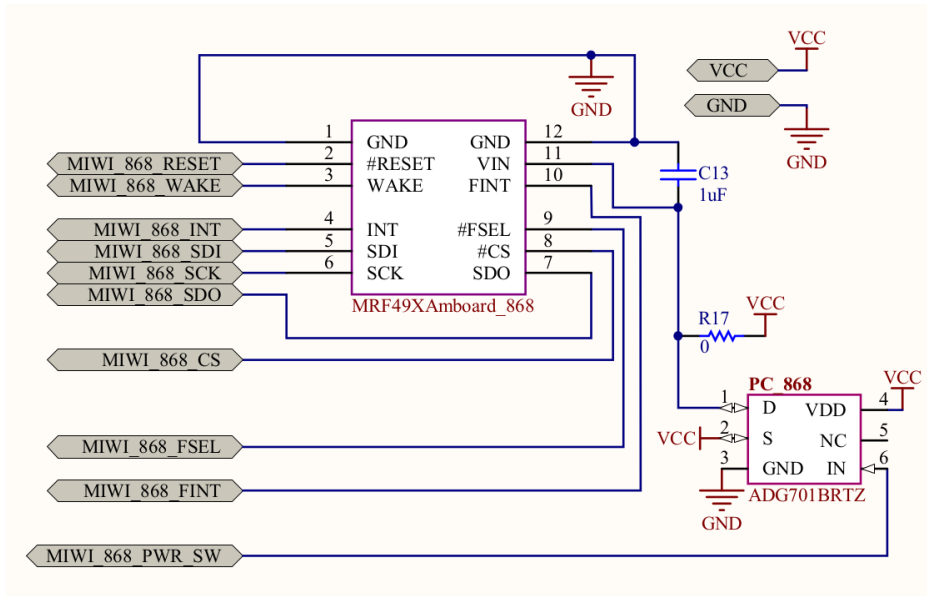 VCC
VCC
GND
GND
GND
1 GND GND 12
MIWI_868_RESET 2 #RESET VIN 11
MIWI_868_WAKE 3 WAKE FINT 10
C13
1uF
MIWI_868_INT 4 INT #FSEL 9
MIWI_868_SDI 5 SDI #CS 8
MIWI_868_SCK 6 SCK SDO 7
MIWI_868_SDO
MRF49XAmboard_868
VCC
R17
0
MIWI_868_CS
PC_868
VCC
1 D VDD 4
VCC 2 S NC 5
3 GND IN 6
ADG701BRTZ
GND
MIWI_868_FSEL
MIWI_868_FINT
MIWI_868_PWR_SW